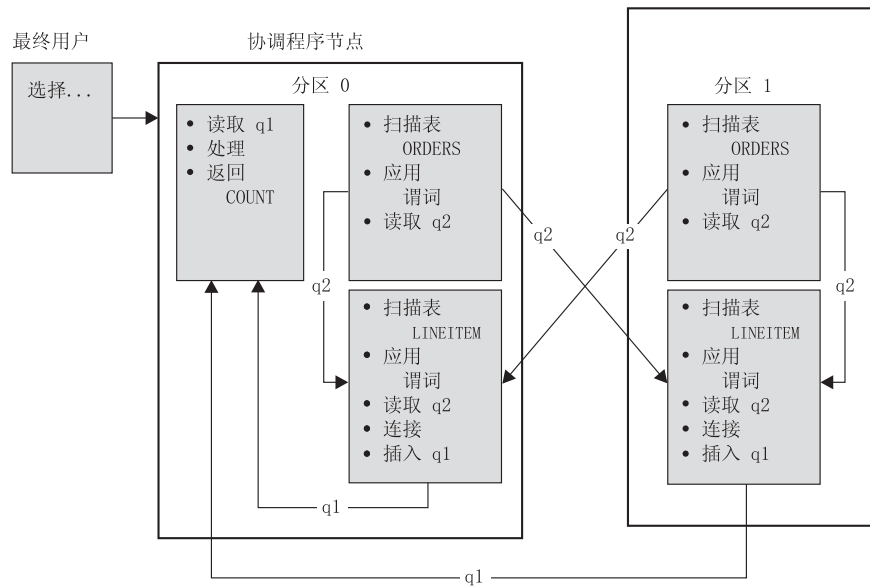 最终用户
选择...
协调程序节点
分区 0
• 读取 q1
• 处理
• 返回
COUNT
• 扫描表
ORDERS
• 应用
谓词
• 读取 q2
q2
• 扫描表
LINEITEM
• 应用
谓词
• 读取 q2
• 连接
• 插入 q1
q1
q2
q2
分区 1
• 扫描表
ORDERS
• 应用
谓词
• 读取 q2
q2
• 扫描表
LINEITEM
• 应用
谓词
• 读取 q2
• 连接
• 插入 q1
q1